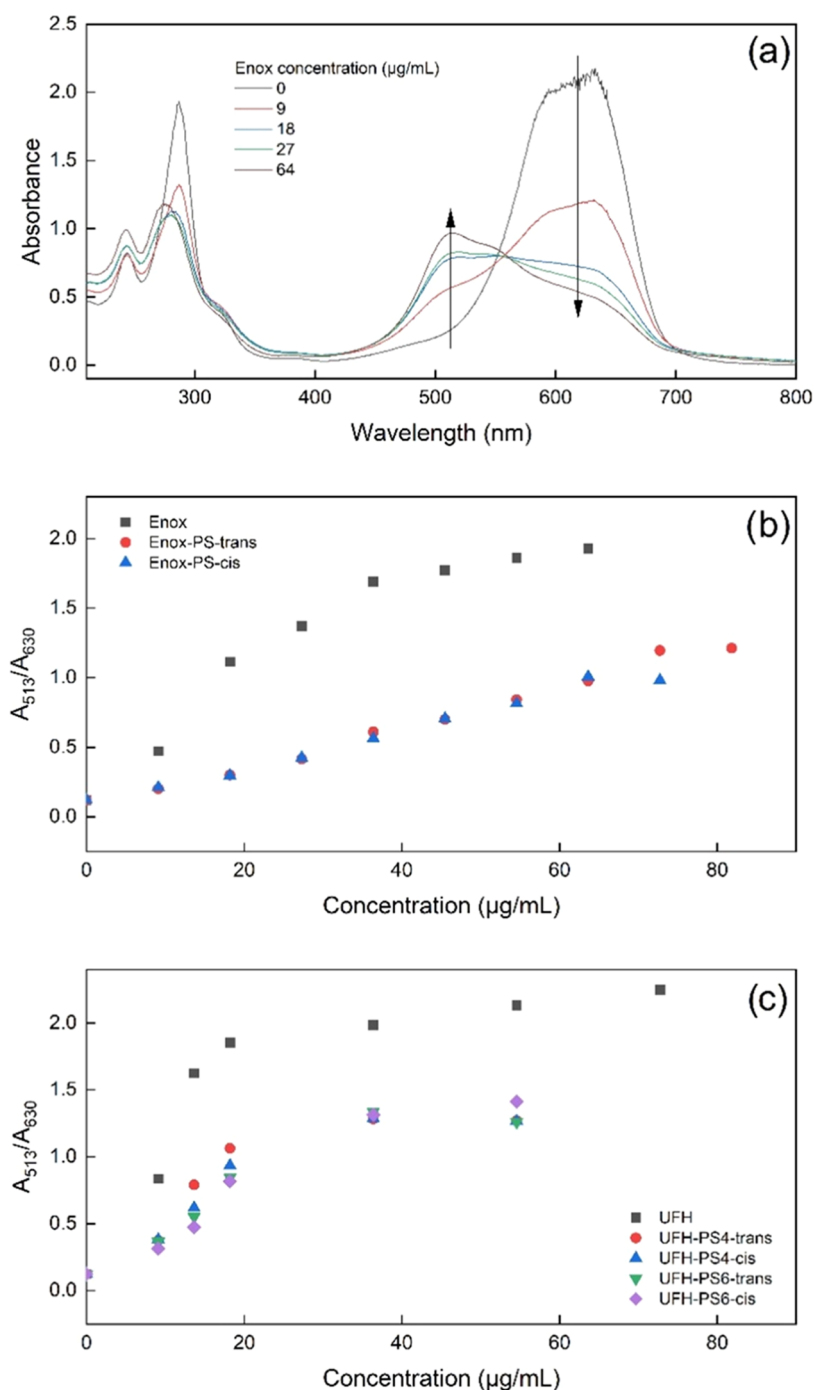 (a)
Enox concentration (µg/mL)
0
9
18
27
64
2.5
2.0
1.5
1.0
0.5
0.0
Absorbance
300 400 500 600 700 800
Wavelength (nm)
(b)
Enox
Enox-PS-trans
Enox-PS-cis
2.0
1.5
1.0
0.5
0.0
A513/A630
0 20 40 60 80
Concentration (µg/mL)
(c)
2.0
1.5
1.0
0.5
0.0
A513/A630
UFH
UFH-PS4-trans
UFH-PS4-cis
UFH-PS6-trans
UFH-PS6-cis
0 20 40 60 80
Concentration (µg/mL)